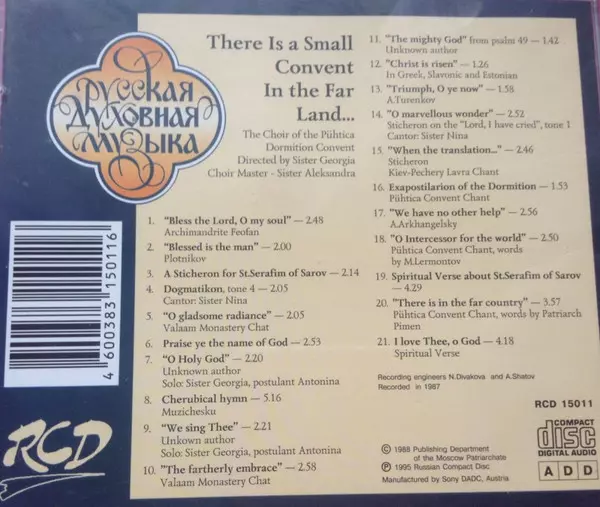 РУССКАЯ
ДУХОВНАЯ
МУЗЫКА
There Is a Small
Convent
In the Far
Land...
The Choir of the Pühtica
Dormition Convent
Directed by Sister Georgia
Choir Master - Sister Aleksandra
1. "Bless the Lord, O my soul" – 2.48
Archimandrite Feofan
2. "Blessed is the man" – 2.00
Plotnikov
3. A Sticheron for St.Serafim of Sarov – 2.14
4. Dogmatikon, tone 4 – 2.05
Cantor: Sister Nina
5. "O gladsome radiance" – 2.05
Valaam Monastery Chat
6. Praise ye the name of God – 2.53
7. "O Holy God" – 2.20
Unknown author
Solo: Sister Georgia, postulant Antonina
8. Cherubical hymn – 5.16
Muzichesku
9. "We sing Thee" – 2.21
Unkown author
Solo: Sister Georgia, postulant Antonina
10. "The fartherly embrace" – 2.58
Valaam Monastery Chat
11. "The mighty God" from psalm 49 – 1.42
Unknown author
12. "Christ is risen" – 1.26
In Greek, Slavonic and Estonian
13. "Triumph, O ye now" – 1.58
A.Turenkov
14. "O marvellous wonder" – 2.52
Sticheron on the "Lord, I have cried", tone 1
Cantor: Sister Nina
15. "When the translation..." – 2.46
Sticheron
Kiev-Pechery Lavra Chant
16. Exapostilarion of the Dormition – 1.53
Pühtica Convent Chant
17. "We have no other help" – 2.56
A.Arkhangelsky
18. "O Intercessor for the world" – 2.50
Pühtica Convent Chant, words
by M.Lermontov
19. Spiritual Verse about St.Serafim of Sarov
– 4.29
20. "There is in the far country" – 3.57
Pühtica Convent Chant, words by Patriarch
Pimen
21. I love Thee, o God – 4.18
Spiritual Verse
Recording engineers N.Divakova and A.Shatov
Recorded in 1987
RCD 15011
© 1988 Publishing Department
of the Moscow Patriarchate
℗ 1995 Russian Compact Disc
Manufactured by Sony DADC, Austria
COMPACT
disc
DIGITAL AUDIO
A D D
4 600383 150116
RCD